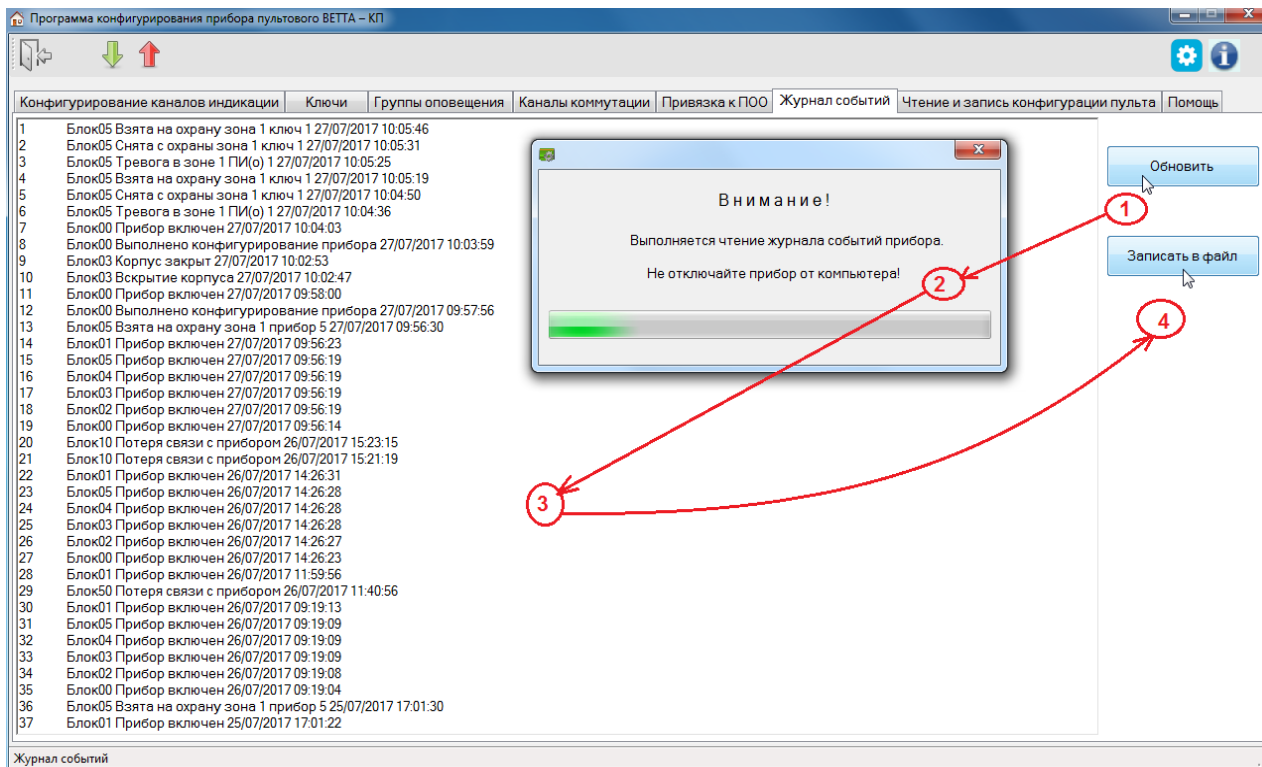 Программа конфигурирования прибора пультового ВЕТТА – КП
Конфигурирование каналов индикации Ключи Группы оповещения Каналы коммутации Привязка к ПОО Журнал событий Чтение и запись конфигурации пульта Помощь
1 Блок05 Взята на охрану зона 1 ключ 1 27/07/2017 10:05:46
2 Блок05 Снята с охраны зона 1 ключ 1 27/07/2017 10:05:31
3 Блок05 Тревога в зоне 1 ПИ(о) 1 27/07/2017 10:05:25
4 Блок05 Взята на охрану зона 1 ключ 1 27/07/2017 10:05:19
5 Блок05 Снята с охраны зона 1 ключ 1 27/07/2017 10:04:50
6 Блок05 Тревога в зоне 1 ПИ(о) 1 27/07/2017 10:04:36
7 Блок00 Прибор включен 27/07/2017 10:04:03
8 Блок00 Выполнено конфигурирование прибора 27/07/2017 10:03:59
9 Блок03 Корпус закрыт 27/07/2017 10:02:53
10 Блок03 Вскрытие корпуса 27/07/2017 10:02:47
11 Блок00 Прибор включен 27/07/2017 09:58:00
12 Блок00 Выполнено конфигурирование прибора 27/07/2017 09:57:56
13 Блок05 Взята на охрану зона 1 прибор 5 27/07/2017 09:56:30
14 Блок01 Прибор включен 27/07/2017 09:56:23
15 Блок05 Прибор включен 27/07/2017 09:56:19
16 Блок04 Прибор включен 27/07/2017 09:56:19
17 Блок03 Прибор включен 27/07/2017 09:56:19
18 Блок02 Прибор включен 27/07/2017 09:56:19
19 Блок00 Прибор включен 27/07/2017 09:56:14
20 Блок10 Потеря связи с прибором 26/07/2017 15:23:15
21 Блок10 Потеря связи с прибором 26/07/2017 15:21:19
22 Блок01 Прибор включен 26/07/2017 14:26:31
23 Блок05 Прибор включен 26/07/2017 14:26:28
24 Блок04 Прибор включен 26/07/2017 14:26:28
25 Блок03 Прибор включен 26/07/2017 14:26:28
26 Блок02 Прибор включен 26/07/2017 14:26:27
27 Блок00 Прибор включен 26/07/2017 14:26:23
28 Блок01 Прибор включен 26/07/2017 11:59:56
29 Блок50 Потеря связи с прибором 26/07/2017 11:40:56
30 Блок01 Прибор включен 26/07/2017 09:19:13
31 Блок05 Прибор включен 26/07/2017 09:19:09
32 Блок04 Прибор включен 26/07/2017 09:19:09
33 Блок03 Прибор включен 26/07/2017 09:19:09
34 Блок02 Прибор включен 26/07/2017 09:19:08
35 Блок00 Прибор включен 26/07/2017 09:19:04
36 Блок05 Взята на охрану зона 1 прибор 5 25/07/2017 17:01:30
37 Блок01 Прибор включен 25/07/2017 17:01:22
Внимание!
Выполняется чтение журнала событий прибора.
Не отключайте прибор от компьютера!
Обновить
1
Записать в файл
2
4
3
Журнал событий